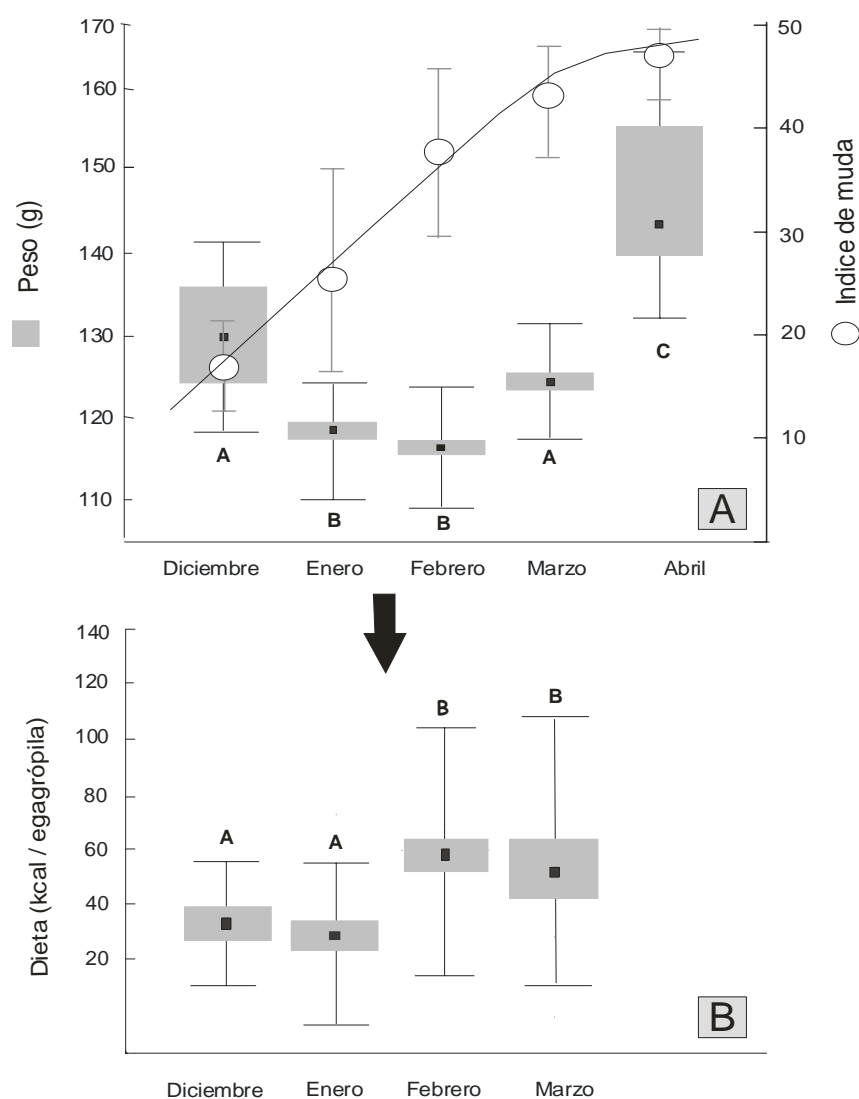 Peso (g)
170
160
150
140
130
120
110
50
40
30
20
10
Indice de muda
A
B
B
A
C
A
Diciembre Enero Febrero Marzo Abril
Dieta (kcal / egagrópila)
140
120
100
80
60
40
20
A
A
B
B
B
Diciembre Enero Febrero Marzo